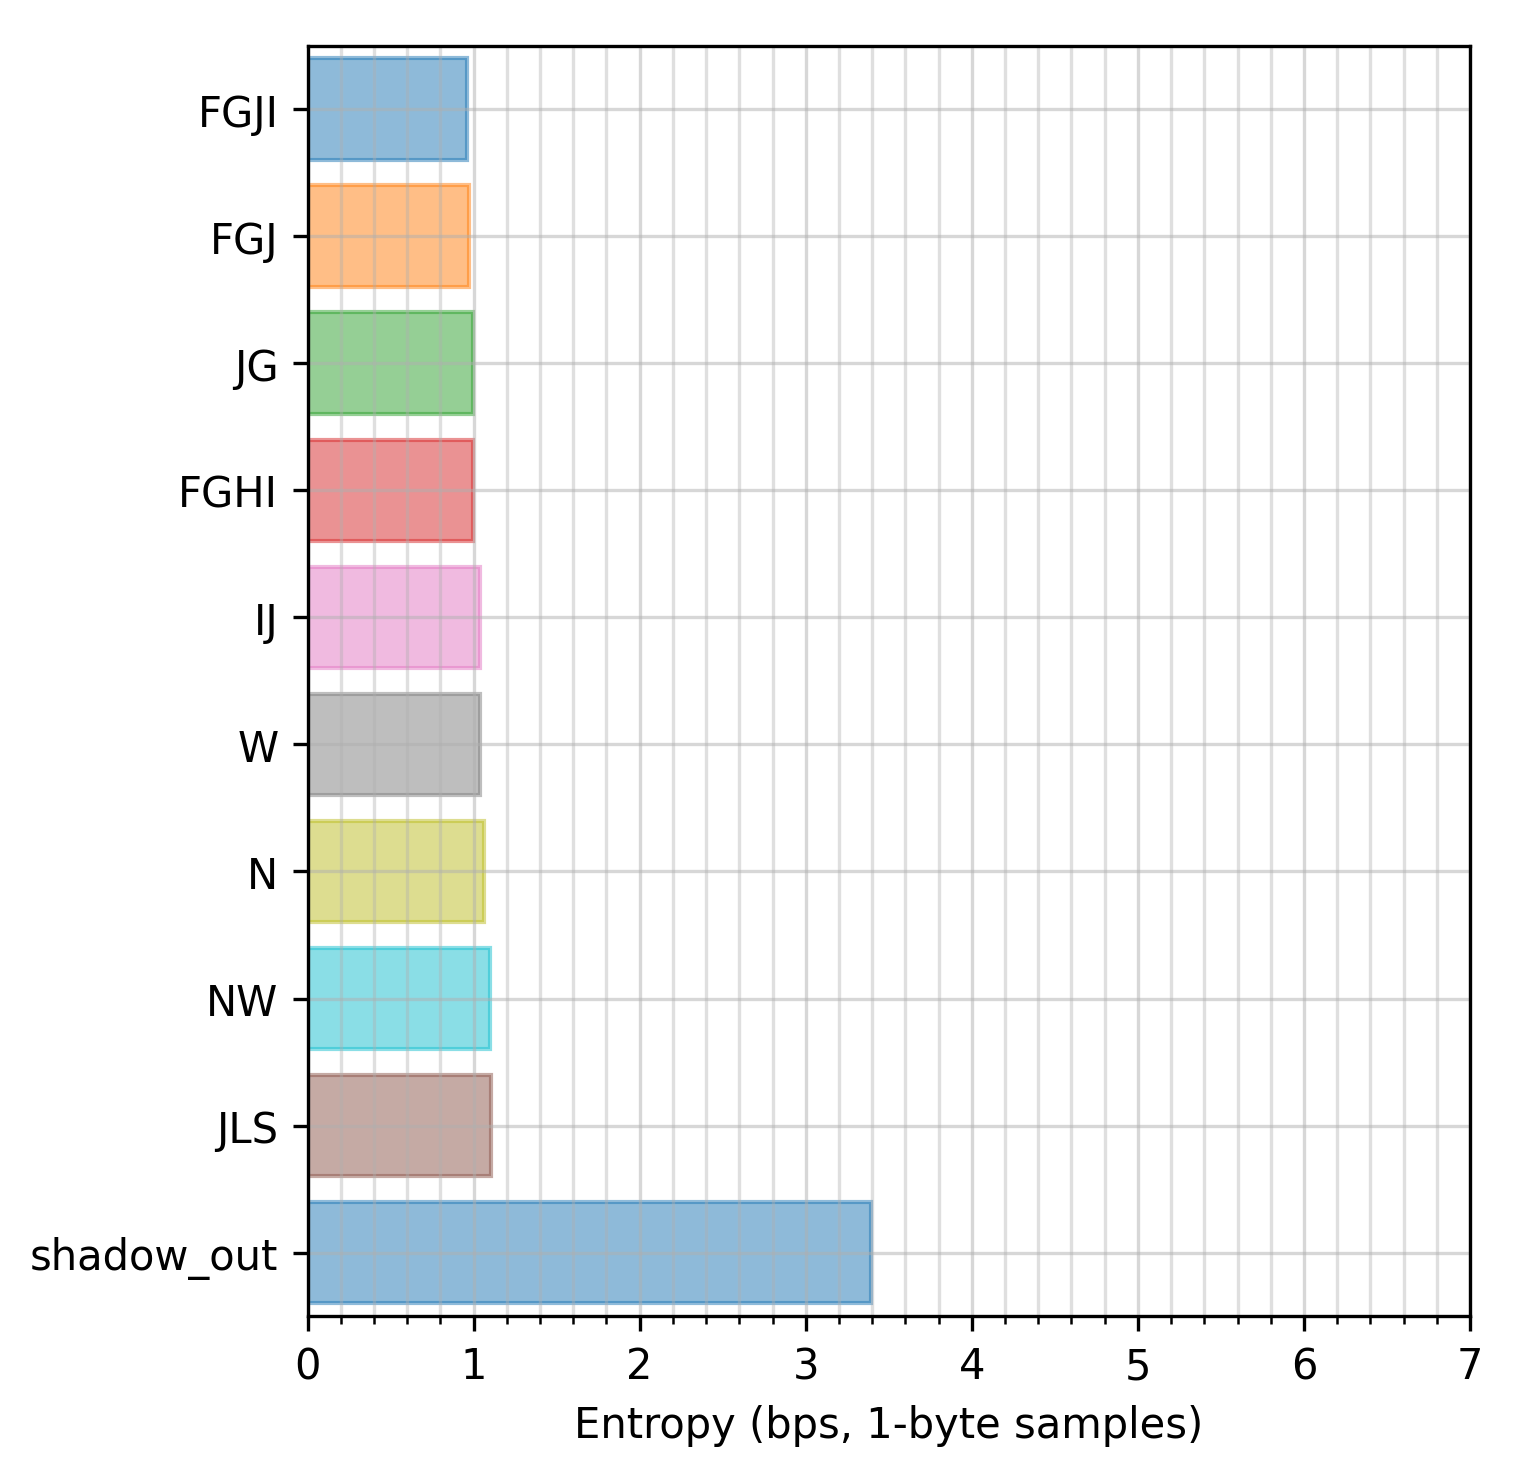 FGJI
FGJ
JG
FGHI
IJ
W
N
NW
JLS
shadow_out
0 1 2 3 4 5 6 7
Entropy (bps, 1-byte samples)